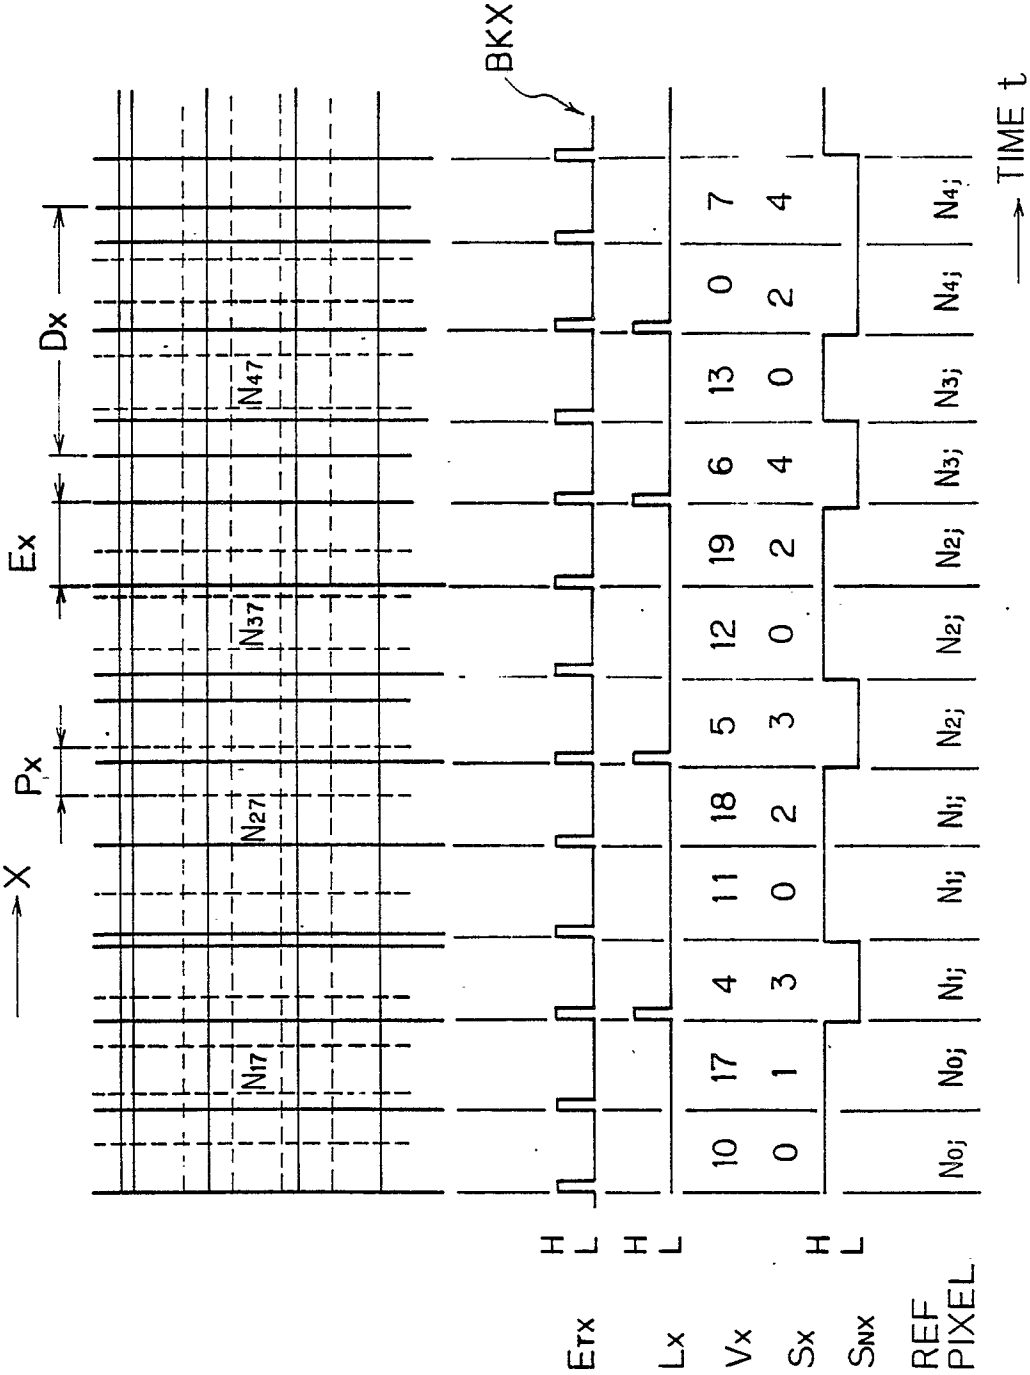 → X
Px
Ex
Dx
N17
N27
N37
N47
BKX
ETX H L
LX H L
VX 10 17 4 11 18 5 12 19 6 13 0 7
SX 0 1 3 0 2 3 0 2 4 0 2 4
SNX H L
REF
PIXEL N0j N0j N1j N1j N1j N2j N2j N2j N3j N3j N4j N4j
→ TIME t